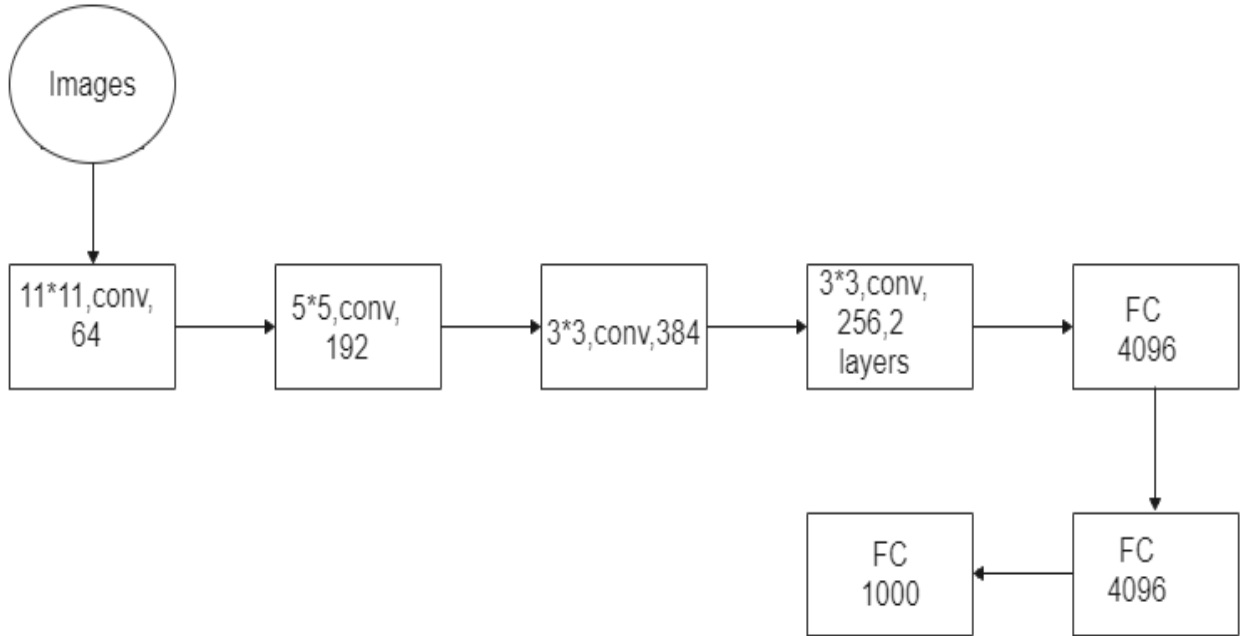 Images
11*11,conv,
64
5*5,conv,
192
3*3,conv,384
3*3,conv,
256,2
layers
FC
4096
FC
4096
FC
1000